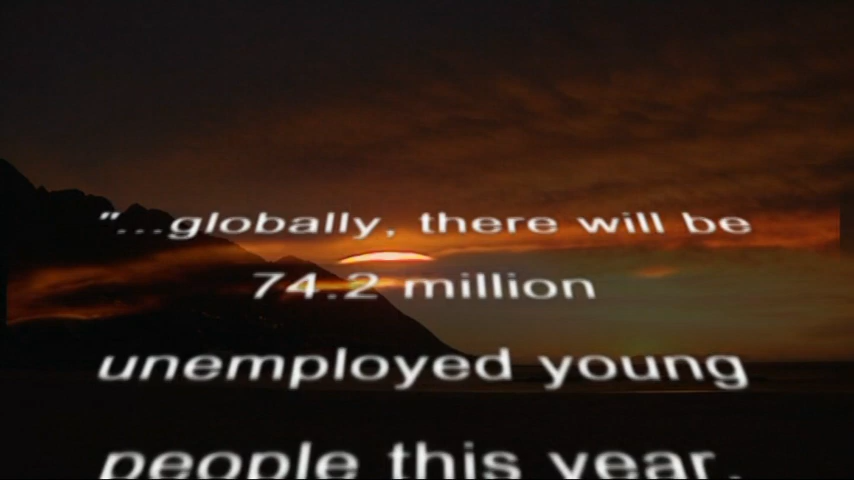 "...globally, there will be
74.2 million
unemployed young
people this year,